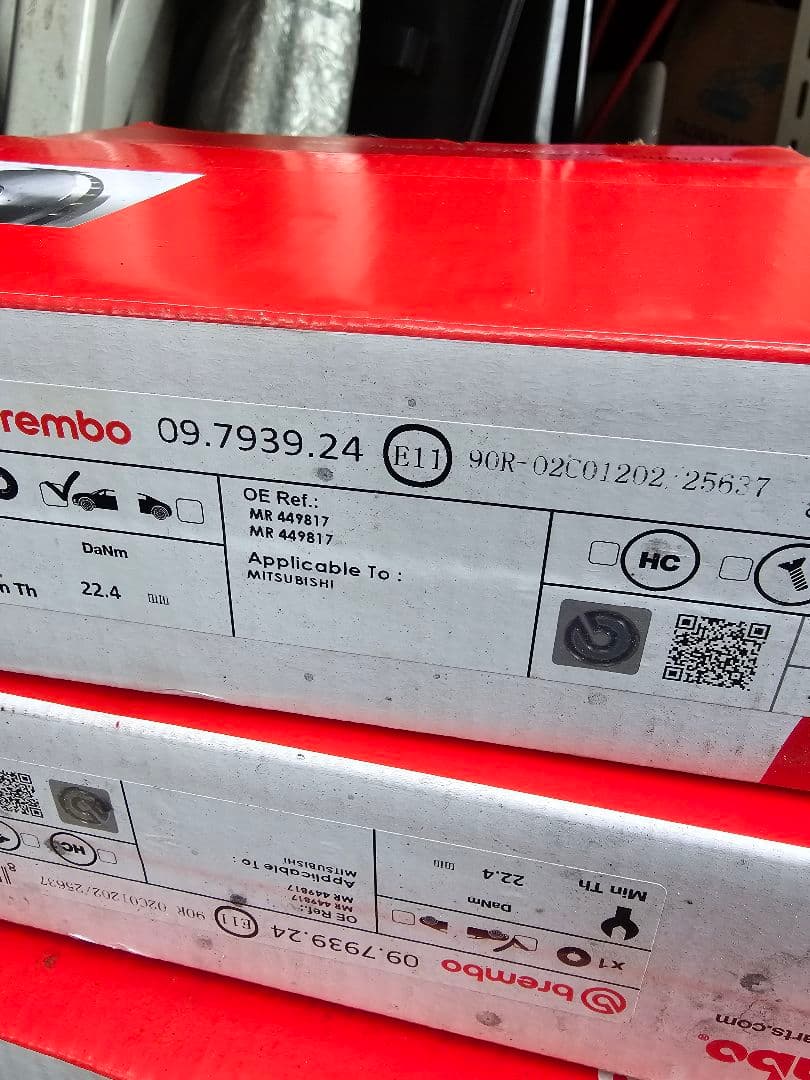 brembo 09.7939.24 E11 90R-02C01202/25637
OE Ref.:
MR 449817
MR 449817
Applicable To :
MITSUBISHI
DaNm
Th 22.4 mm
HC
brembo 09.7939.24 E11 90R 02C01202/25637
x1
DaNm
Min Th 22.4 mm
OE Ref.:
MR 449817
MR 449817
Applicable To :
MITSUBISHI
HC